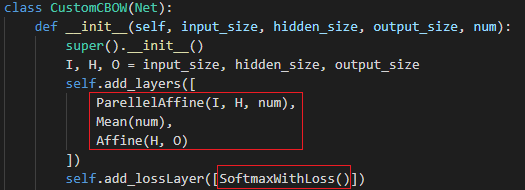 class CustomCBOW(Net):
def __init__(self, input_size, hidden_size, output_size, num):
super().__init__()
I, H, O = input_size, hidden_size, output_size
self.add_layers([
ParellelAffine(I, H, num),
Mean(num),
Affine(H, O)
])
self.add_lossLayer([SoftmaxWithLoss()])